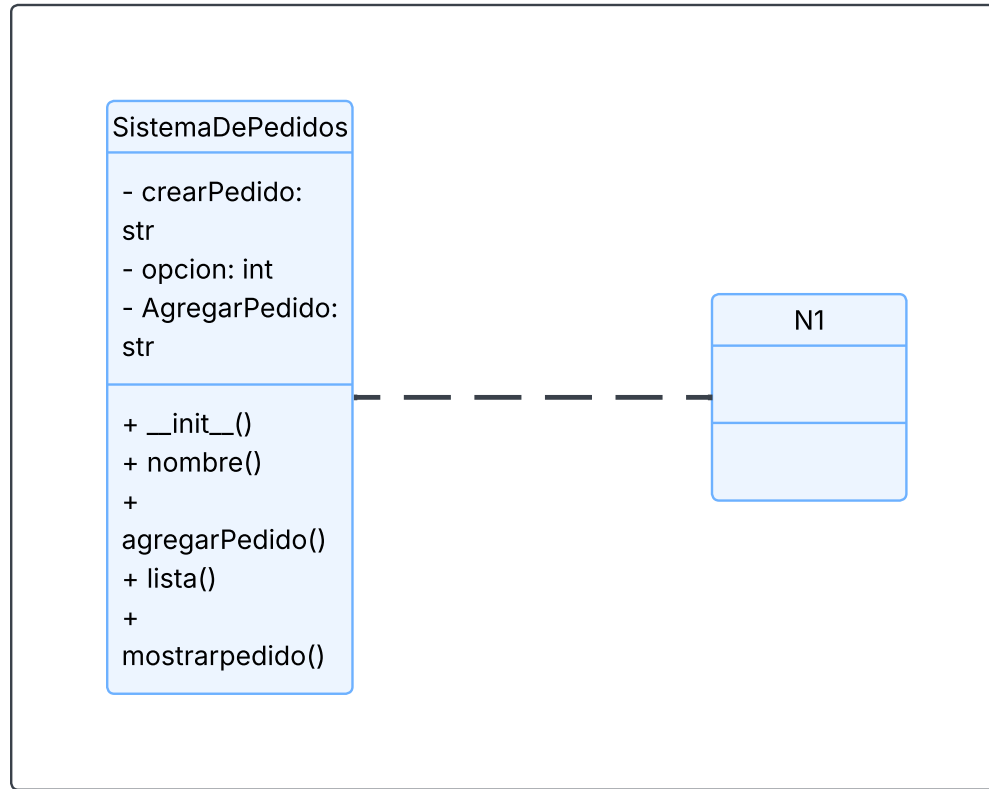 SistemaDePedidos
- crearPedido:
str
- opcion: int
- AgregarPedido:
str
+ __init__()
+ nombre()
+
agregarPedido()
+ lista()
+
mostrarpedido()
N1